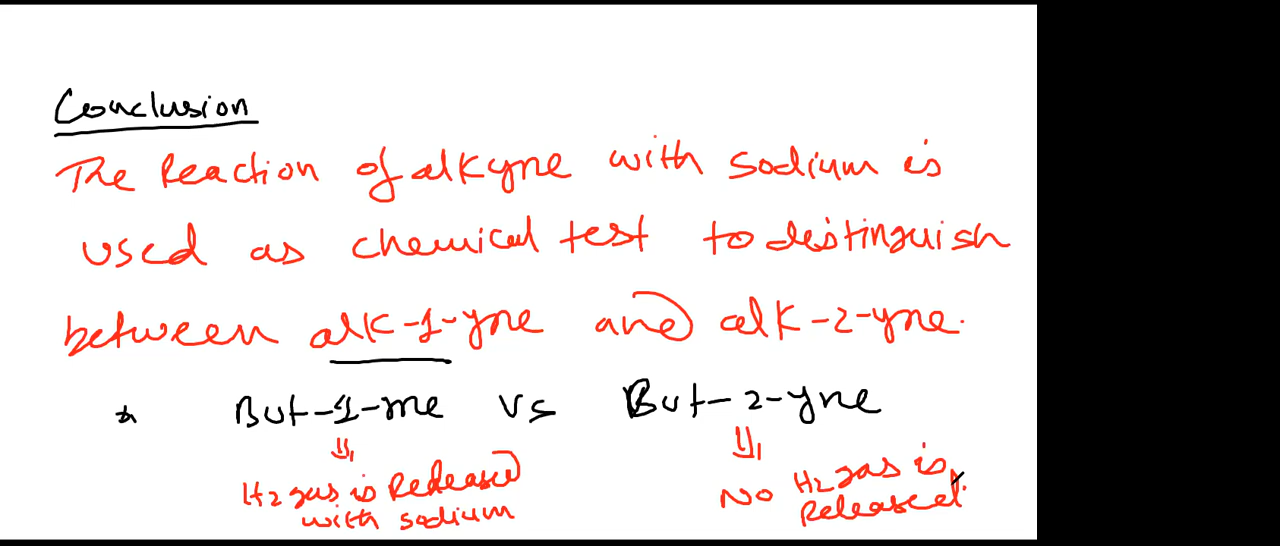 Conclusion
The Reaction of alkyne with sodium is
used as chemical test to distinguish
between alk-1-yne and alk-2-yne.
* But-1-yne vs But-2-yne
H2 gas is Released with sodium
No H2 gas is Released.